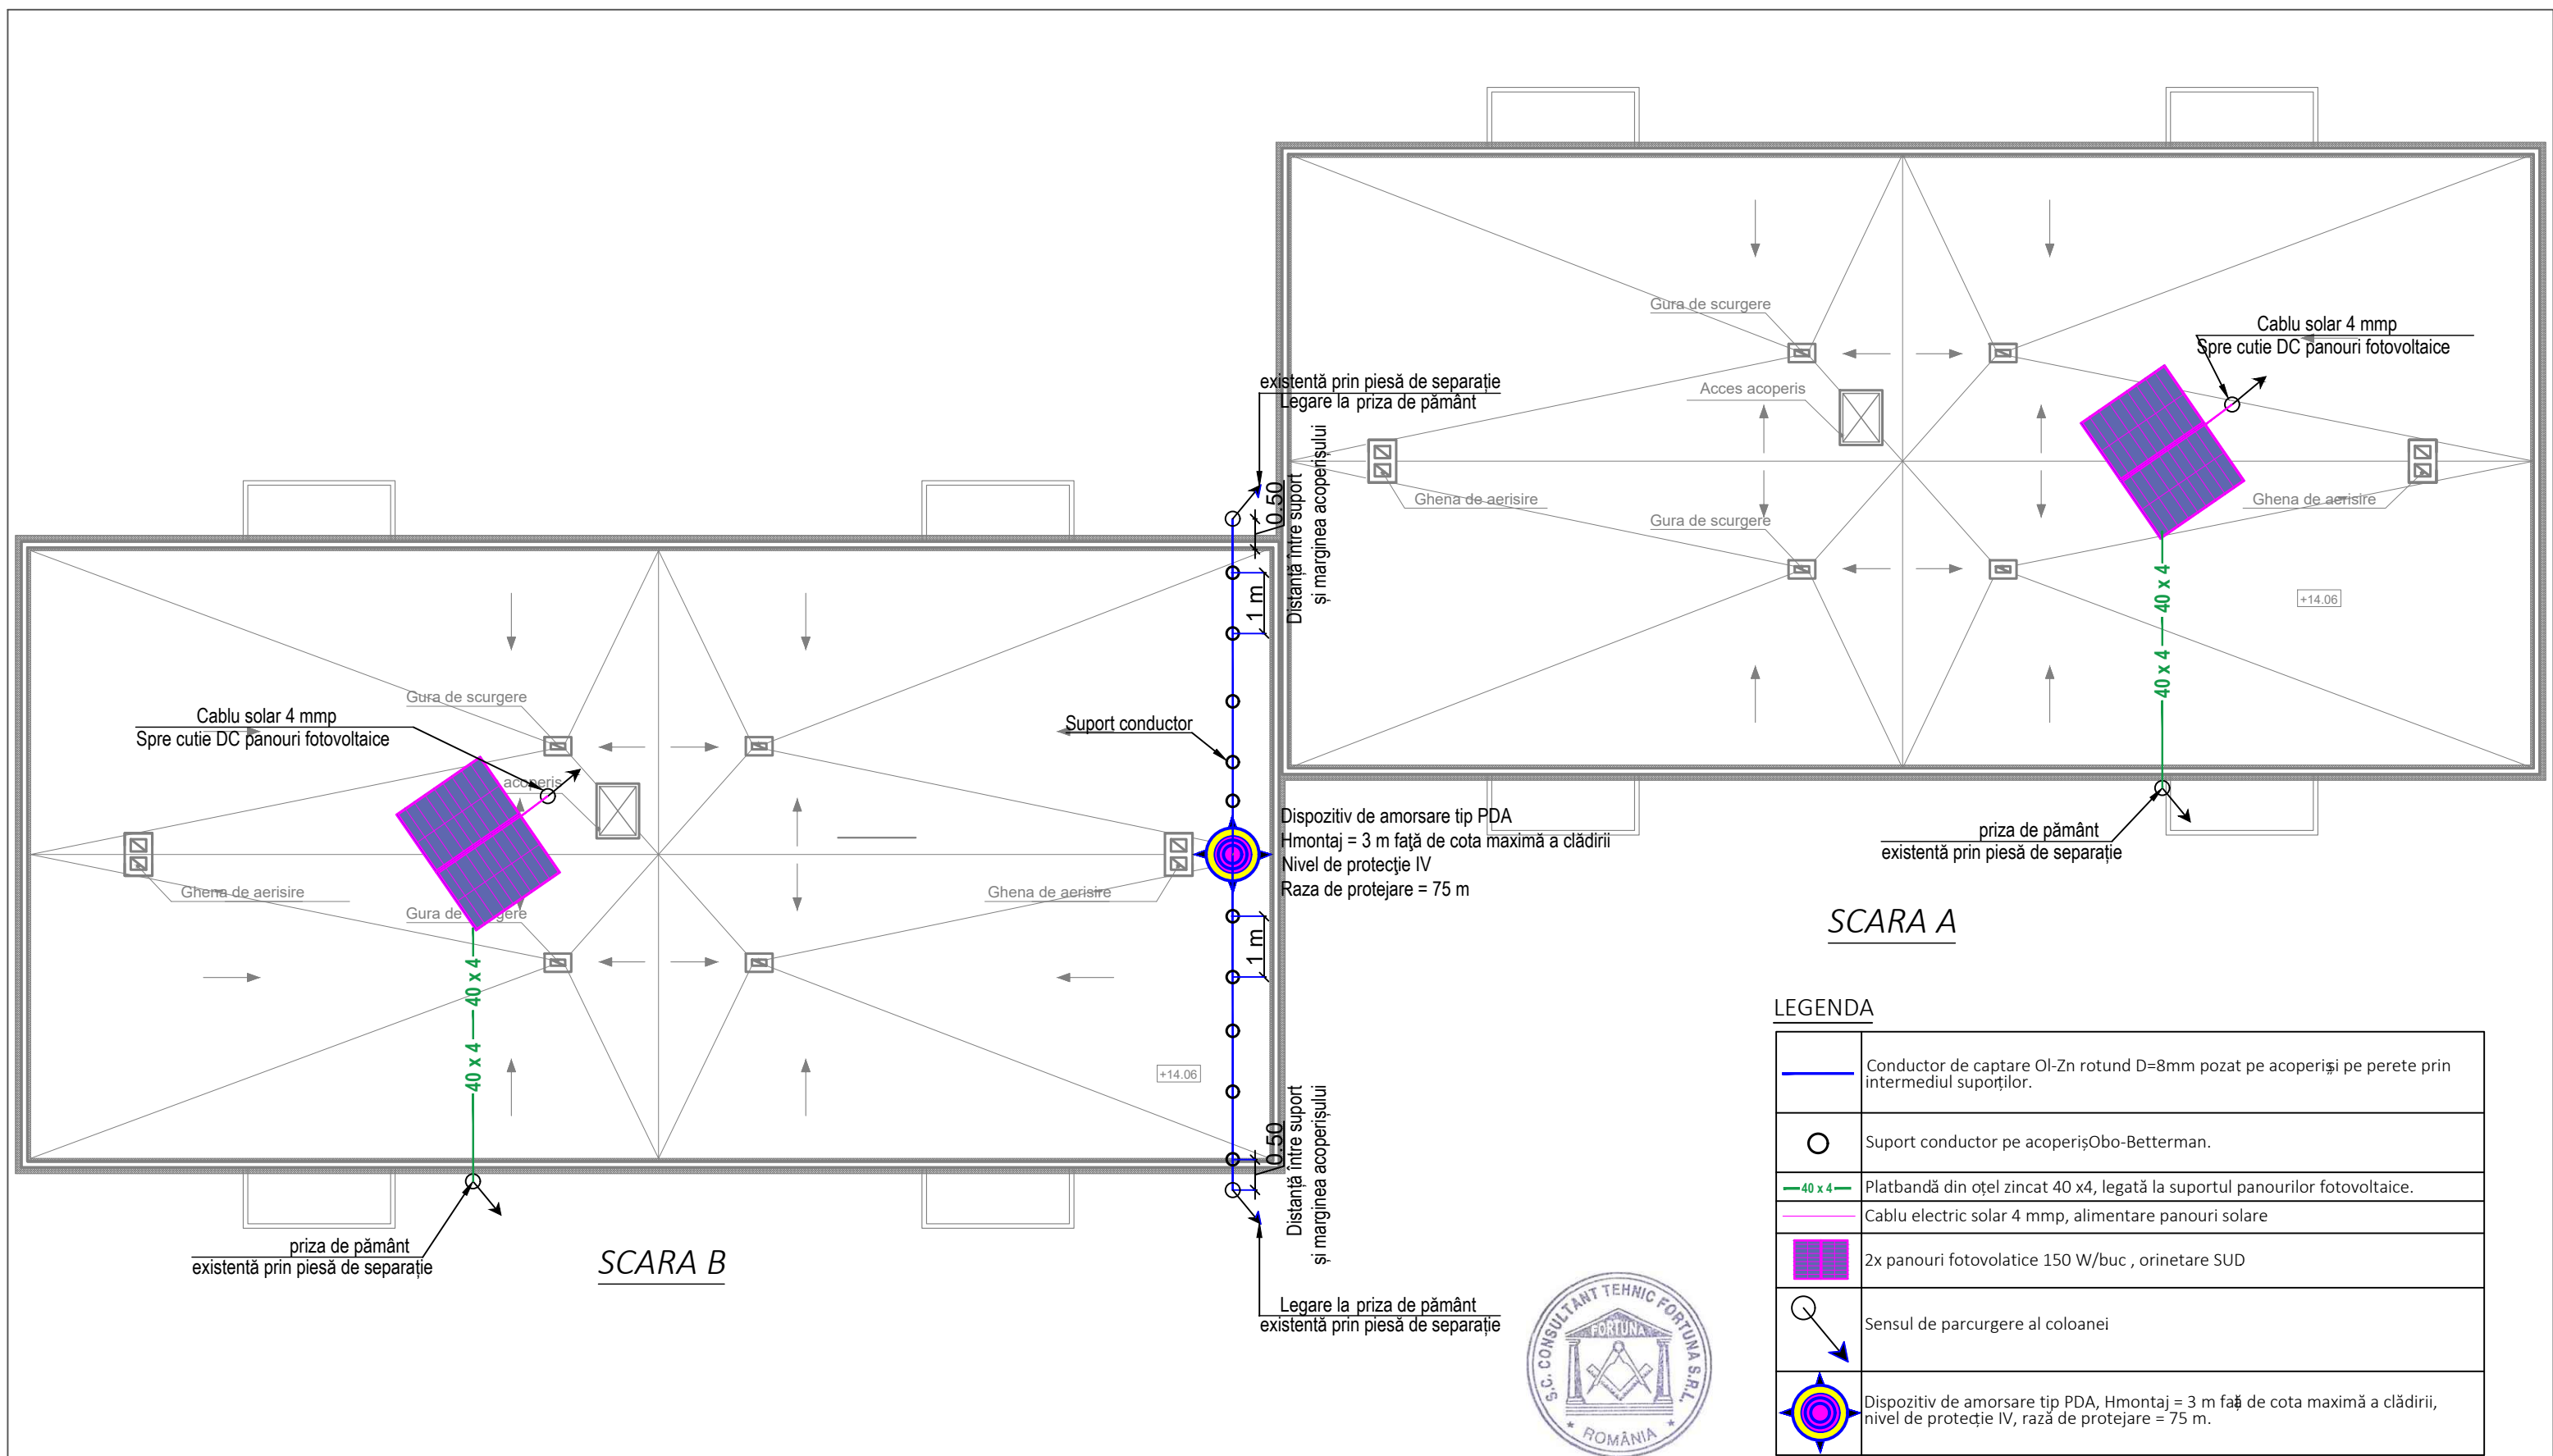 Gura de scurgere
Cablu solar 4 mmp
Spre cutie DC panouri fotovoltaice
existentă prin piesă de separație
Legare la priza de pământ
Acces acoperis
Ghena de aerisire
Ghena de aerisire
Gura de scurgere
0.50
Distanță între suport
și marginea acoperișului
1 m
40 x 4
40 x 4
+14.06
Gura de scurgere
Cablu solar 4 mmp
Spre cutie DC panouri fotovoltaice
Suport conductor
acoperis
Dispozitiv de amorsare tip PDA
Hmontaj = 3 m față de cota maximă a clădirii
Nivel de protecţie IV
Raza de protejare = 75 m
priza de pământ
existentă prin piesă de separație
Ghena de aerisire
Ghena de aerisire
Gura de
1 m
40 x 4
40 x 4
+14.06
SCARA A
0.50
Distanță între suport
și marginea acoperișului
priza de pământ
existentă prin piesă de separație
SCARA B
Legare la priza de pământ
existentă prin piesă de separație
LEGENDA
Conductor de captare Ol-Zn rotund D=8mm pozat pe acoperiș și pe perete prin
intermediul suporților.
Suport conductor pe acoperiș Obo-Betterman.
40 x 4
Platbandă din oțel zincat 40 x4, legată la suportul panourilor fotovoltaice.
Cablu electric solar 4 mmp, alimentare panouri solare
2x panouri fotovolatice 150 W/buc , orinetare SUD
Sensul de parcurgere al coloanei
Dispozitiv de amorsare tip PDA, Hmontaj = 3 m față de cota maximă a clădirii,
nivel de protecție IV, rază de protejare = 75 m.
S.C. CONSULTANT TEHNIC FORTUNA S.R.L.
FORTUNA
* ROMÂNIA *